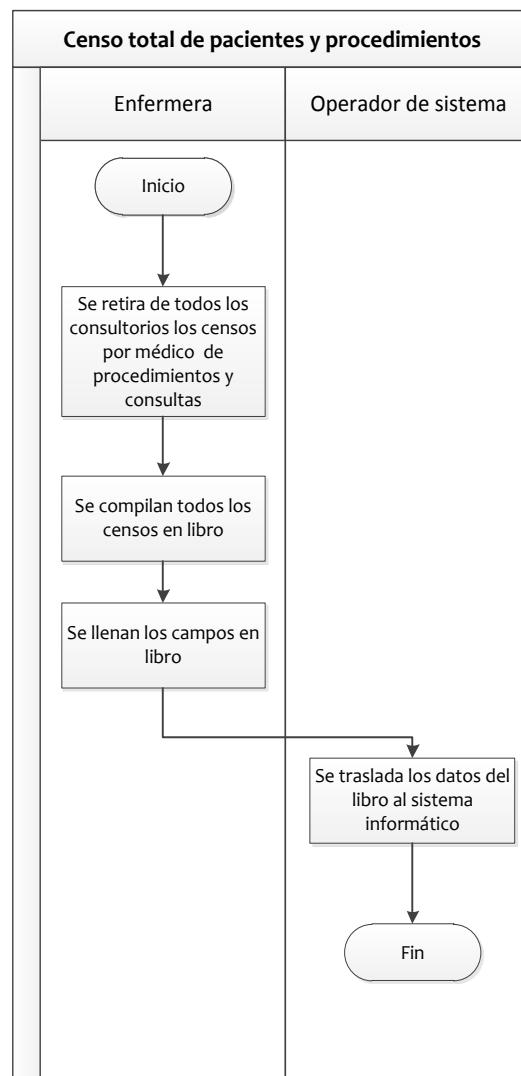 Censo total de pacientes y procedimientos
Enfermera
Operador de sistema
Inicio
Se retira de todos los
consultorios los censos
por médico de
procedimientos y
consultas
Se compilan todos los
censos en libro
Se llenan los campos en
libro
Se traslada los datos del
libro al sistema
informático
Fin